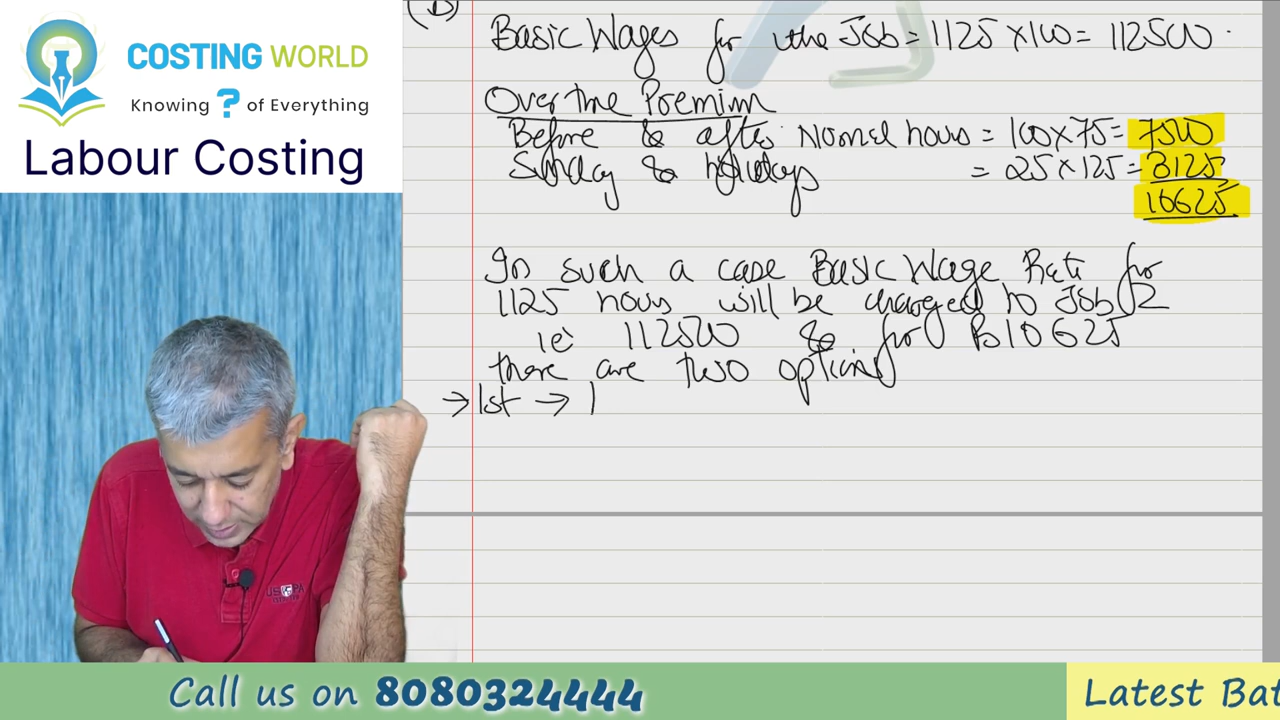 COSTING WORLD
Knowing ? of Everything
Labour Costing
(B)
Basic Wages for the Job = 1125 x 100 = 112500.
Overtime Premium
Before & after Normal hours = 100 x 75 = 7500
Sunday & holidays = 25 x 125 = 3125
10625
In such a case Basic Wage Rate for
1125 hours will be charged to Job 2
ie 112500 & for Rs 10625
there are two options
→ 1st →
US PA
Call us on 8080324444
Latest Bat